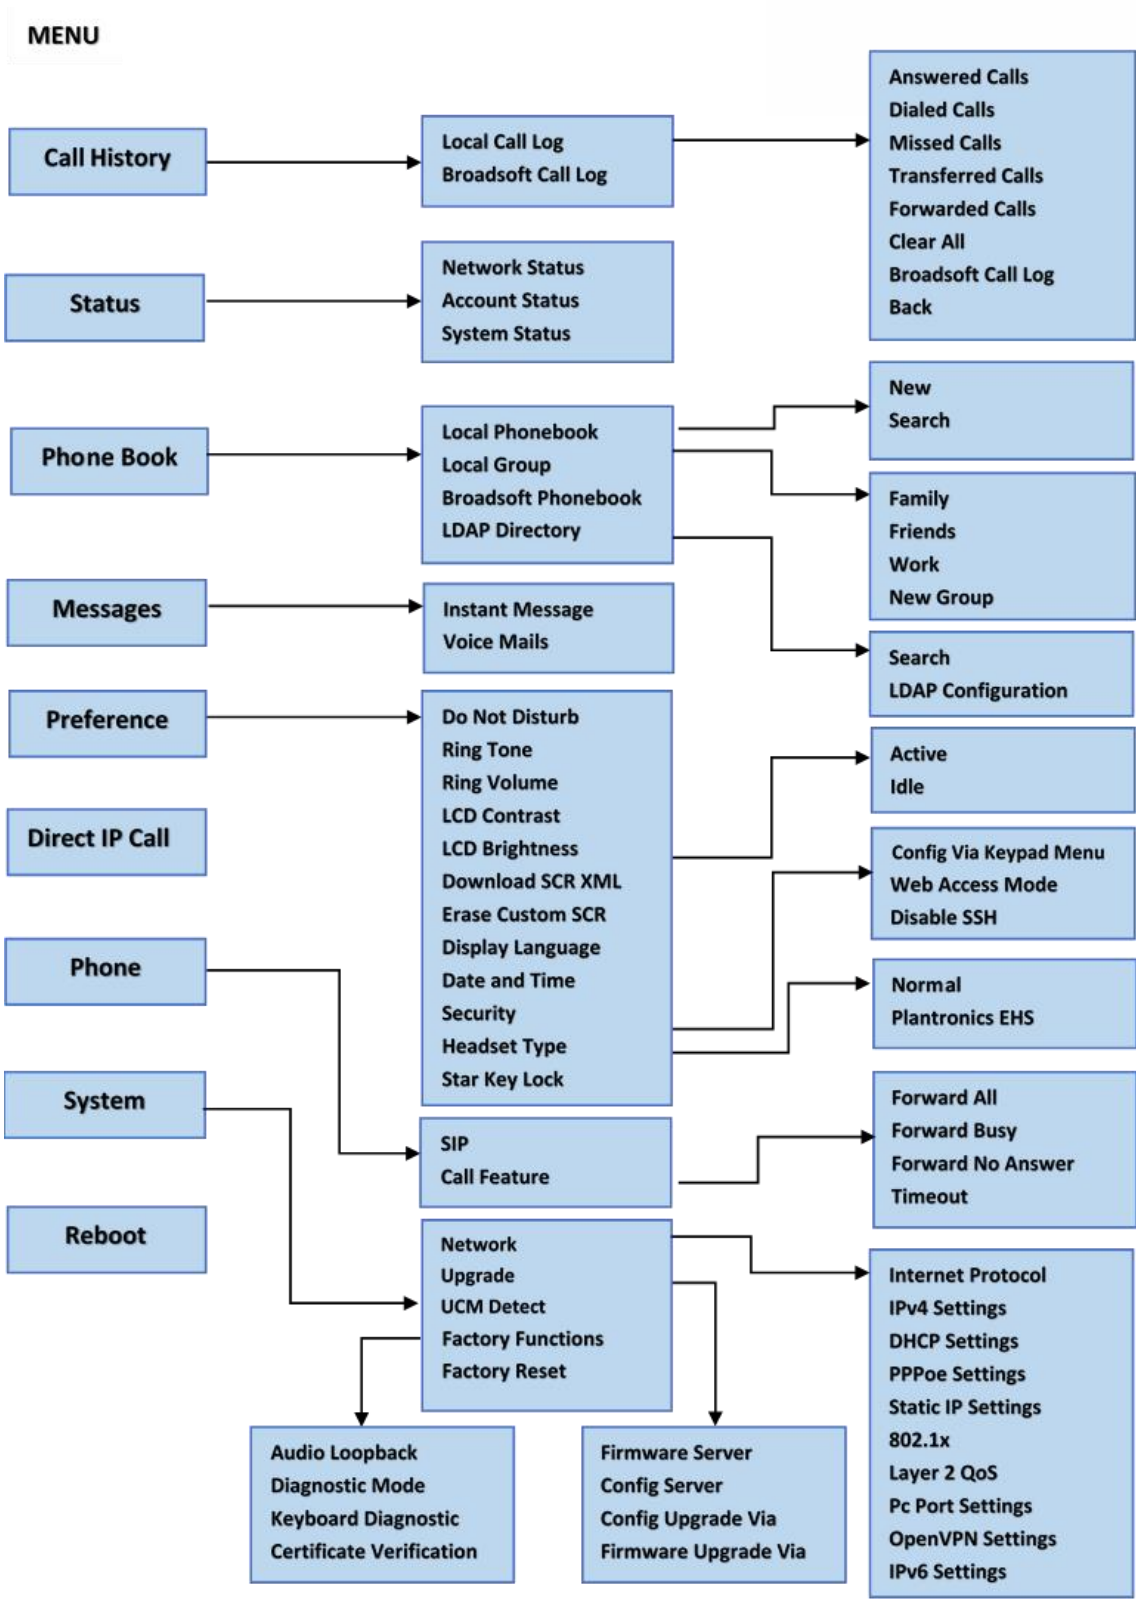 MENU
Call History
Local Call Log
Broadsoft Call Log
Answered Calls
Dialed Calls
Missed Calls
Transferred Calls
Forwarded Calls
Clear All
Broadsoft Call Log
Back
Status
Network Status
Account Status
System Status
Phone Book
Local Phonebook
Local Group
Broadsoft Phonebook
LDAP Directory
New
Search
Family
Friends
Work
New Group
Search
LDAP Configuration
Messages
Instant Message
Voice Mails
Preference
Do Not Disturb
Ring Tone
Ring Volume
LCD Contrast
LCD Brightness
Download SCR XML
Erase Custom SCR
Display Language
Date and Time
Security
Headset Type
Star Key Lock
Active
Idle
Config Via Keypad Menu
Web Access Mode
Disable SSH
Normal
Plantronics EHS
Direct IP Call
Phone
SIP
Call Feature
Forward All
Forward Busy
Forward No Answer
Timeout
System
Network
Upgrade
UCM Detect
Factory Functions
Factory Reset
Internet Protocol
IPv4 Settings
DHCP Settings
PPPoe Settings
Static IP Settings
802.1x
Layer 2 QoS
Pc Port Settings
OpenVPN Settings
IPv6 Settings
Reboot
Audio Loopback
Diagnostic Mode
Keyboard Diagnostic
Certificate Verification
Firmware Server
Config Server
Config Upgrade Via
Firmware Upgrade Via